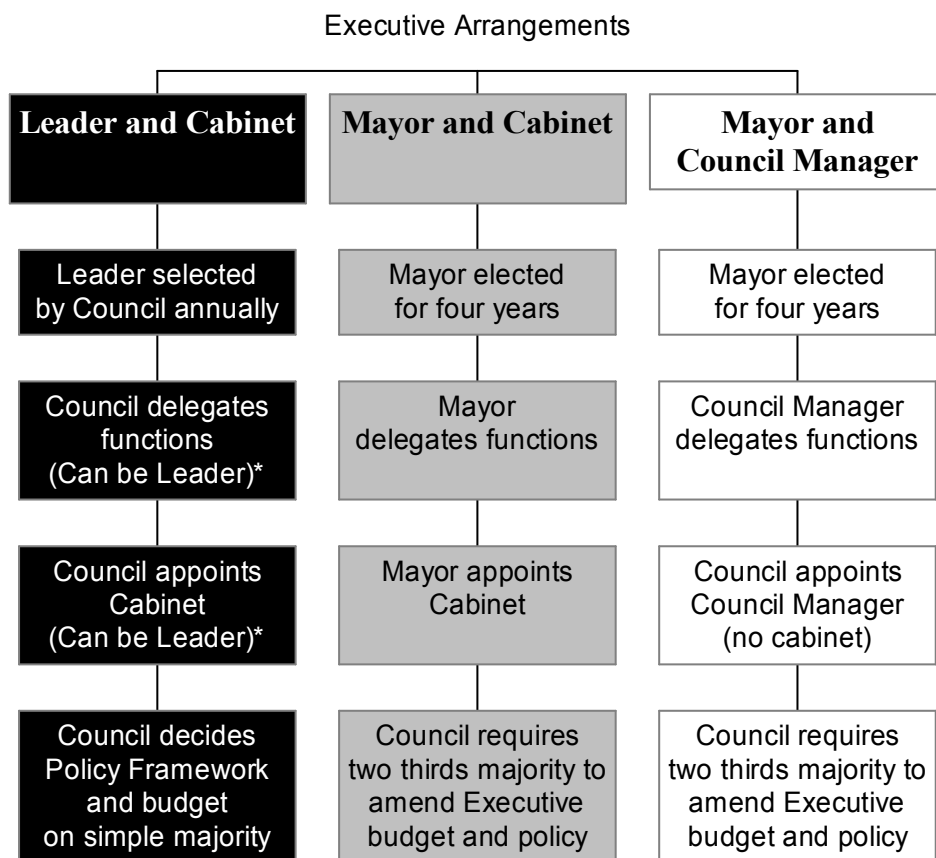 Executive Arrangements
Leader and Cabinet
Mayor and Cabinet
Mayor and
Council Manager
Leader selected
by Council annually
Mayor elected
for four years
Mayor elected
for four years
Council delegates
functions
(Can be Leader)*
Mayor
delegates functions
Council Manager
delegates functions
Council appoints
Cabinet
(Can be Leader)*
Mayor appoints
Cabinet
Council appoints
Council Manager
(no cabinet)
Council decides
Policy Framework
and budget
on simple majority
Council requires
two thirds majority to
amend Executive
budget and policy
Council requires
two thirds majority to
amend Executive
budget and policy